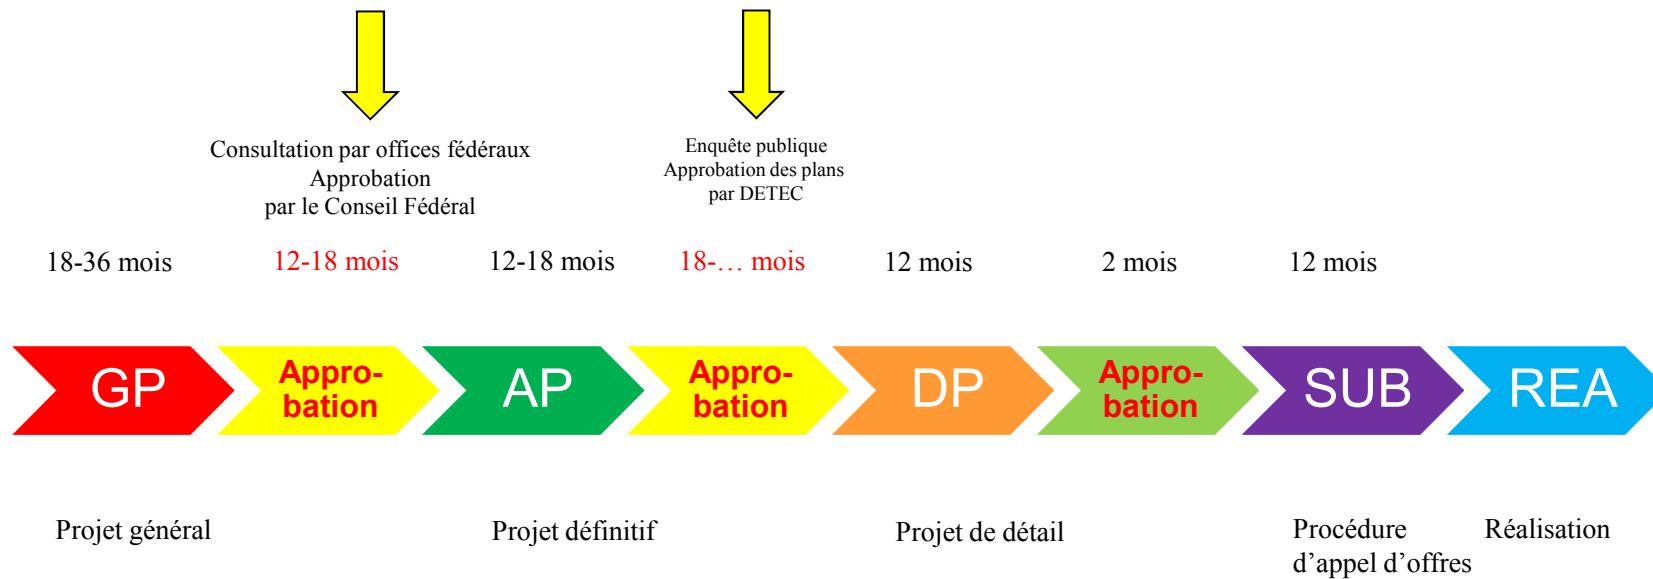 Consultation par offices fédéraux
Approbation
par le Conseil Fédéral
Enquête publique
Approbation des plans
par DETEC
18-36 mois
12-18 mois
12-18 mois
18-… mois
12 mois
2 mois
12 mois
GP
Appro-
bation
AP
Appro-
bation
DP
Appro-
bation
SUB
REA
Projet général
Projet définitif
Projet de détail
Procédure
d’appel d’offres
Réalisation